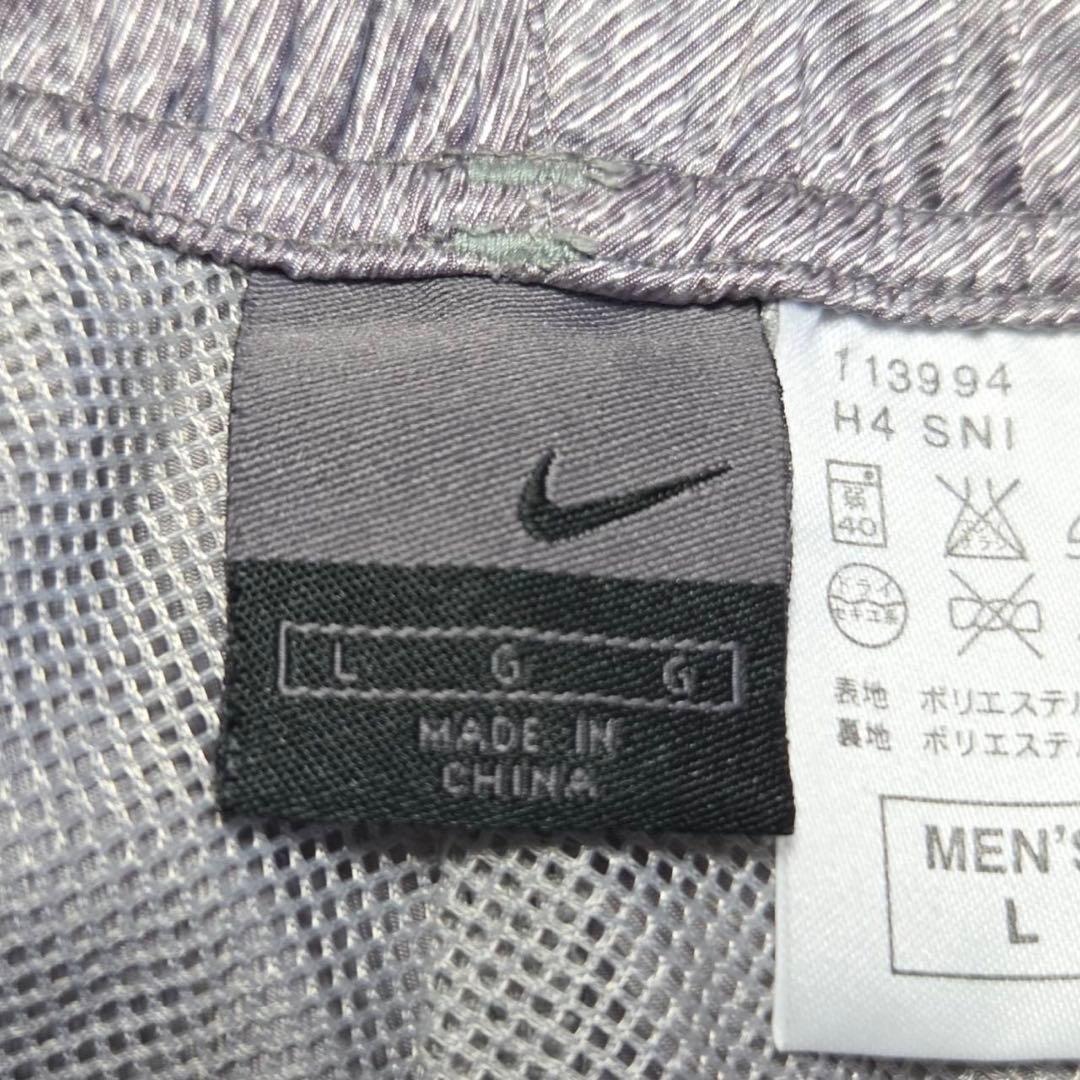 L G G
MADE IN
CHINA
113994
H4 SNI
弱
40
ドライ
セキユ系
表地 ポリエステル
裏地 ポリエステル
MEN'S
L